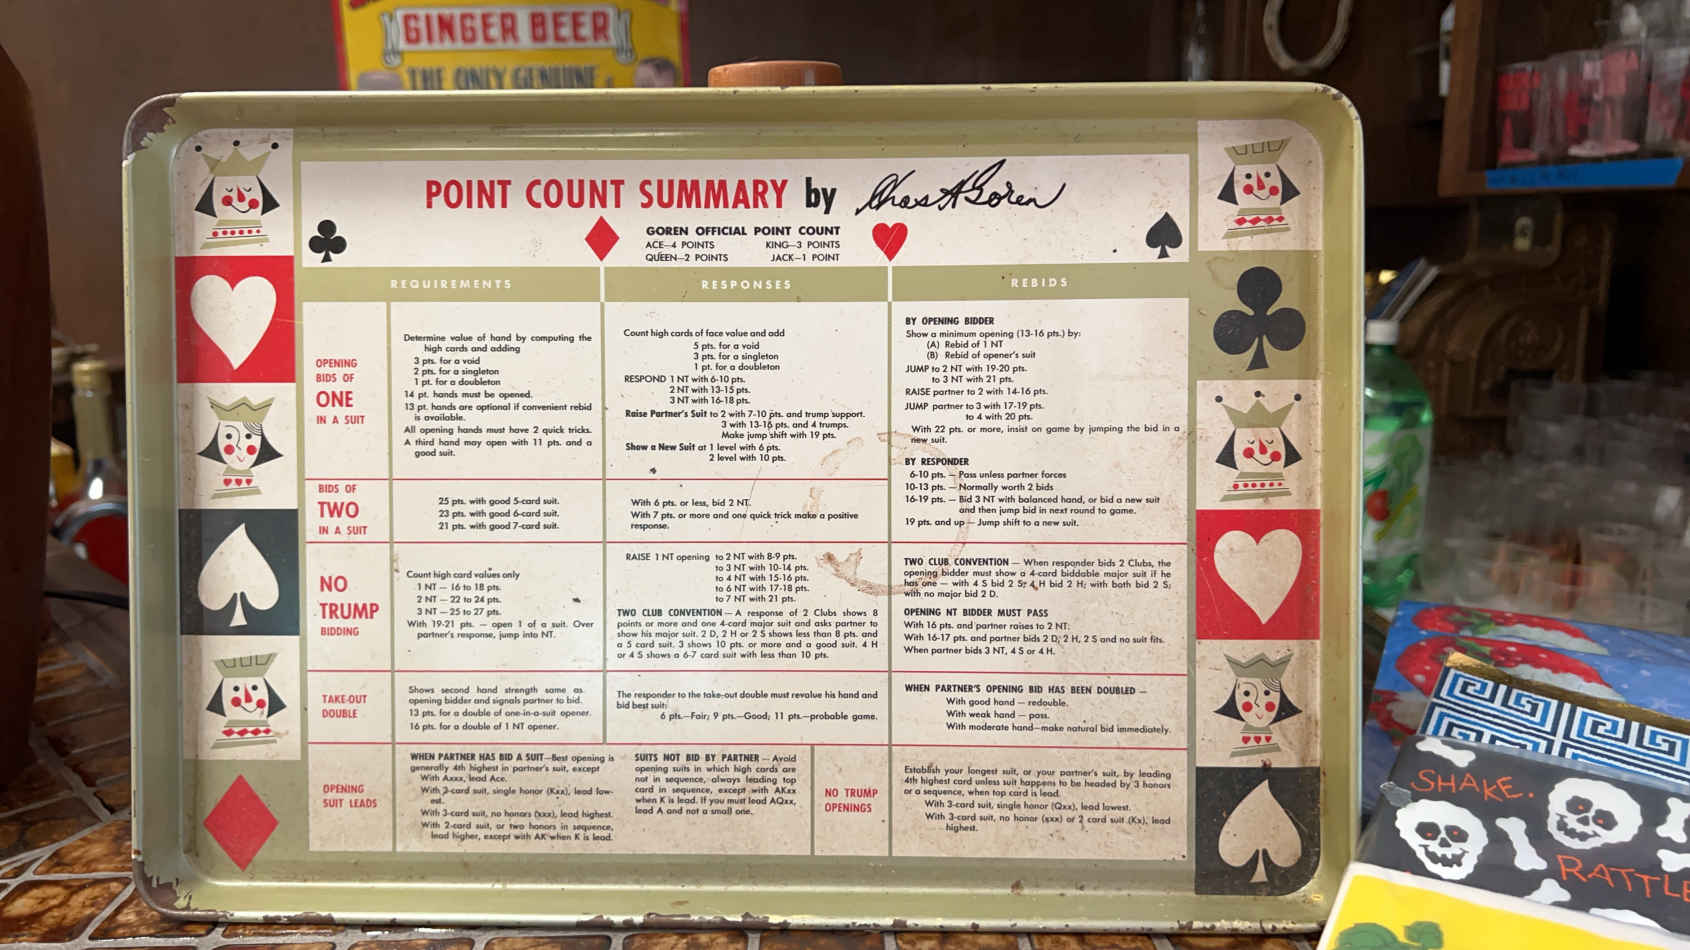 GINGER BEER
THE ONLY GENUINE
POINT COUNT SUMMARY by Chas H Goren
GOREN OFFICIAL POINT COUNT
ACE—4 POINTS KING—3 POINTS
QUEEN—2 POINTS JACK—1 POINT
REQUIREMENTS
RESPONSES
REBIDS
OPENING
BIDS OF
ONE
IN A SUIT
Determine value of hand by computing the
high cards and adding
3 pts. for a void
2 pts. for a singleton
1 pt. for a doubleton
14 pt. hands must be opened.
13 pt. hands are optional if convenient rebid
is available.
All opening hands must have 2 quick tricks.
A third hand may open with 11 pts. and a
good suit.
Count high cards of face value and add
5 pts. for a void
3 pts. for a singleton
1 pt. for a doubleton
RESPOND 1 NT with 6-10 pts.
2 NT with 13-15 pts.
3 NT with 16-18 pts.
Raise Partner's Suit to 2 with 7-10 pts. and trump support.
3 with 13-16 pts. and 4 trumps.
Make jump shift with 19 pts.
Show a New Suit at 1 level with 6 pts.
2 level with 10 pts.
BY OPENING BIDDER
Show a minimum opening (13-16 pts.) by:
(A) Rebid of 1 NT
(B) Rebid of opener's suit
JUMP to 2 NT with 19-20 pts.
to 3 NT with 21 pts.
RAISE partner to 2 with 14-16 pts.
JUMP partner to 3 with 17-19 pts.
to 4 with 20 pts.
With 22 pts. or more, insist on game by jumping the bid in a
new suit.
BY RESPONDER
6-10 pts. — Pass unless partner forces
10-13 pts. — Normally worth 2 bids
16-19 pts. — Bid 3 NT with balanced hand, or bid a new suit
and then jump bid in next round to game.
19 pts. and up — Jump shift to a new suit.
BIDS OF
TWO
IN A SUIT
25 pts. with good 5-card suit.
23 pts. with good 6-card suit.
21 pts. with good 7-card suit.
With 6 pts. or less, bid 2 NT.
With 7 pts. or more and one quick trick make a positive
response.
NO
TRUMP
BIDDING
Count high card values only
1 NT — 16 to 18 pts.
2 NT — 22 to 24 pts.
3 NT — 25 to 27 pts.
With 19-21 pts. — open 1 of a suit. Over
partner's response, jump into NT.
RAISE 1 NT opening to 2 NT with 8-9 pts.
to 3 NT with 10-14 pts.
to 4 NT with 15-16 pts.
to 6 NT with 17-18 pts.
to 7 NT with 21 pts.
TWO CLUB CONVENTION — A response of 2 Clubs shows 8
points or more and one 4-card major suit and asks partner to
show his major suit. 2 D, 2 H or 2 S shows less than 8 pts. and
a 5 card suit. 3 shows 10 pts. or more and a good suit. 4 H
or 4 S shows a 6-7 card suit with less than 10 pts.
TWO CLUB CONVENTION — When responder bids 2 Clubs, the
opening bidder must show a 4-card biddable major suit if he
has one — with 4 S bid 2 S; 4 H bid 2 H; with both bid 2 S;
with no major bid 2 D.
OPENING NT BIDDER MUST PASS
With 16 pts. and partner raises to 2 NT.
With 16-17 pts. and partner bids 2 D, 2 H, 2 S and no suit fits.
When partner bids 3 NT, 4 S or 4 H.
TAKE-OUT
DOUBLE
Shows second hand strength same as
opening bidder and signals partner to bid.
13 pts. for a double of one-in-a-suit opener.
16 pts. for a double of 1 NT opener.
The responder to the take-out double must revalue his hand and
bid best suit:
6 pts.—Fair; 9 pts.—Good; 11 pts.—probable game.
WHEN PARTNER'S OPENING BID HAS BEEN DOUBLED —
With good hand — redouble.
With weak hand — pass.
With moderate hand—make natural bid immediately.
OPENING
SUIT LEADS
WHEN PARTNER HAS BID A SUIT—Best opening is
generally 4th highest in partner's suit, except
With Axxx, lead Ace.
With 3-card suit, single honor (Kxx), lead low-
est.
With 3-card suit, no honors (xxx), lead highest.
With 2-card suit, or two honors in sequence,
lead higher, except with AK when K is lead.
SUITS NOT BID BY PARTNER — Avoid
opening suits in which high cards are
not in sequence, always leading top
card in sequence, except with AKxx
when K is lead. If you must lead AQxx,
lead A and not a small one.
NO TRUMP
OPENINGS
Establish your longest suit, or your partner's suit, by leading
4th highest card unless suit happens to be headed by 3 honors
or a sequence, when top card is lead.
With 3-card suit, single honor (Qxx), lead lowest.
With 3-card suit, no honor (xxx) or 2 card suit (Kx), lead
highest.
SHAKE.
RATTLE